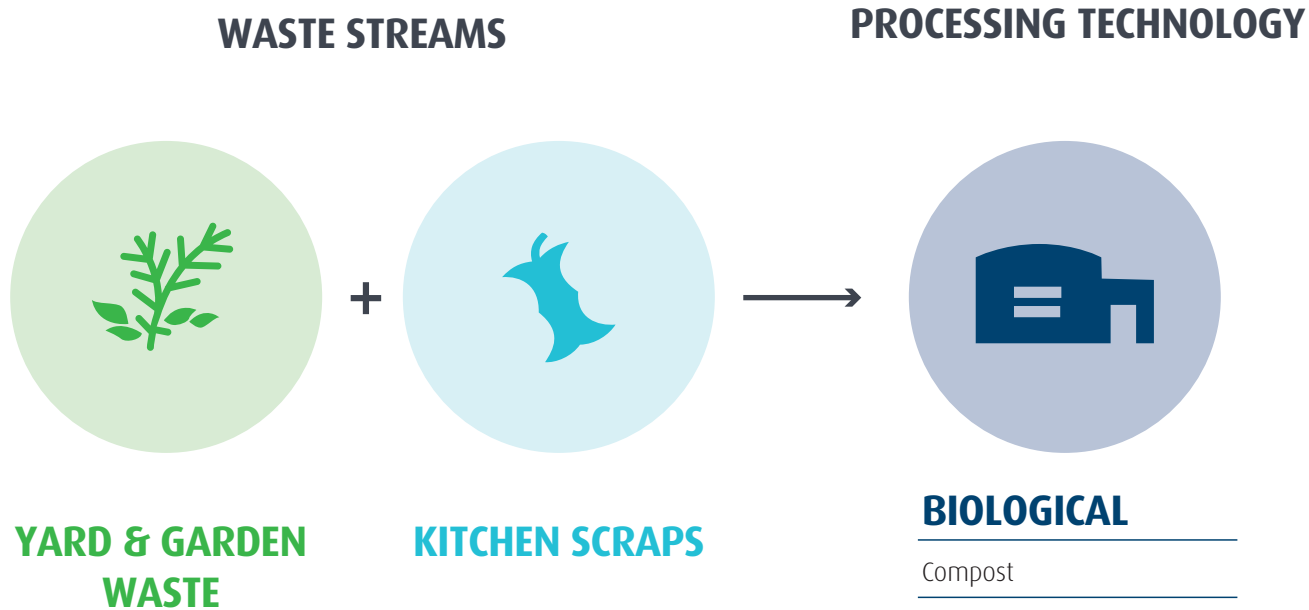 WASTE STREAMS
PROCESSING TECHNOLOGY
+
YARD & GARDEN
WASTE
KITCHEN SCRAPS
BIOLOGICAL
Compost